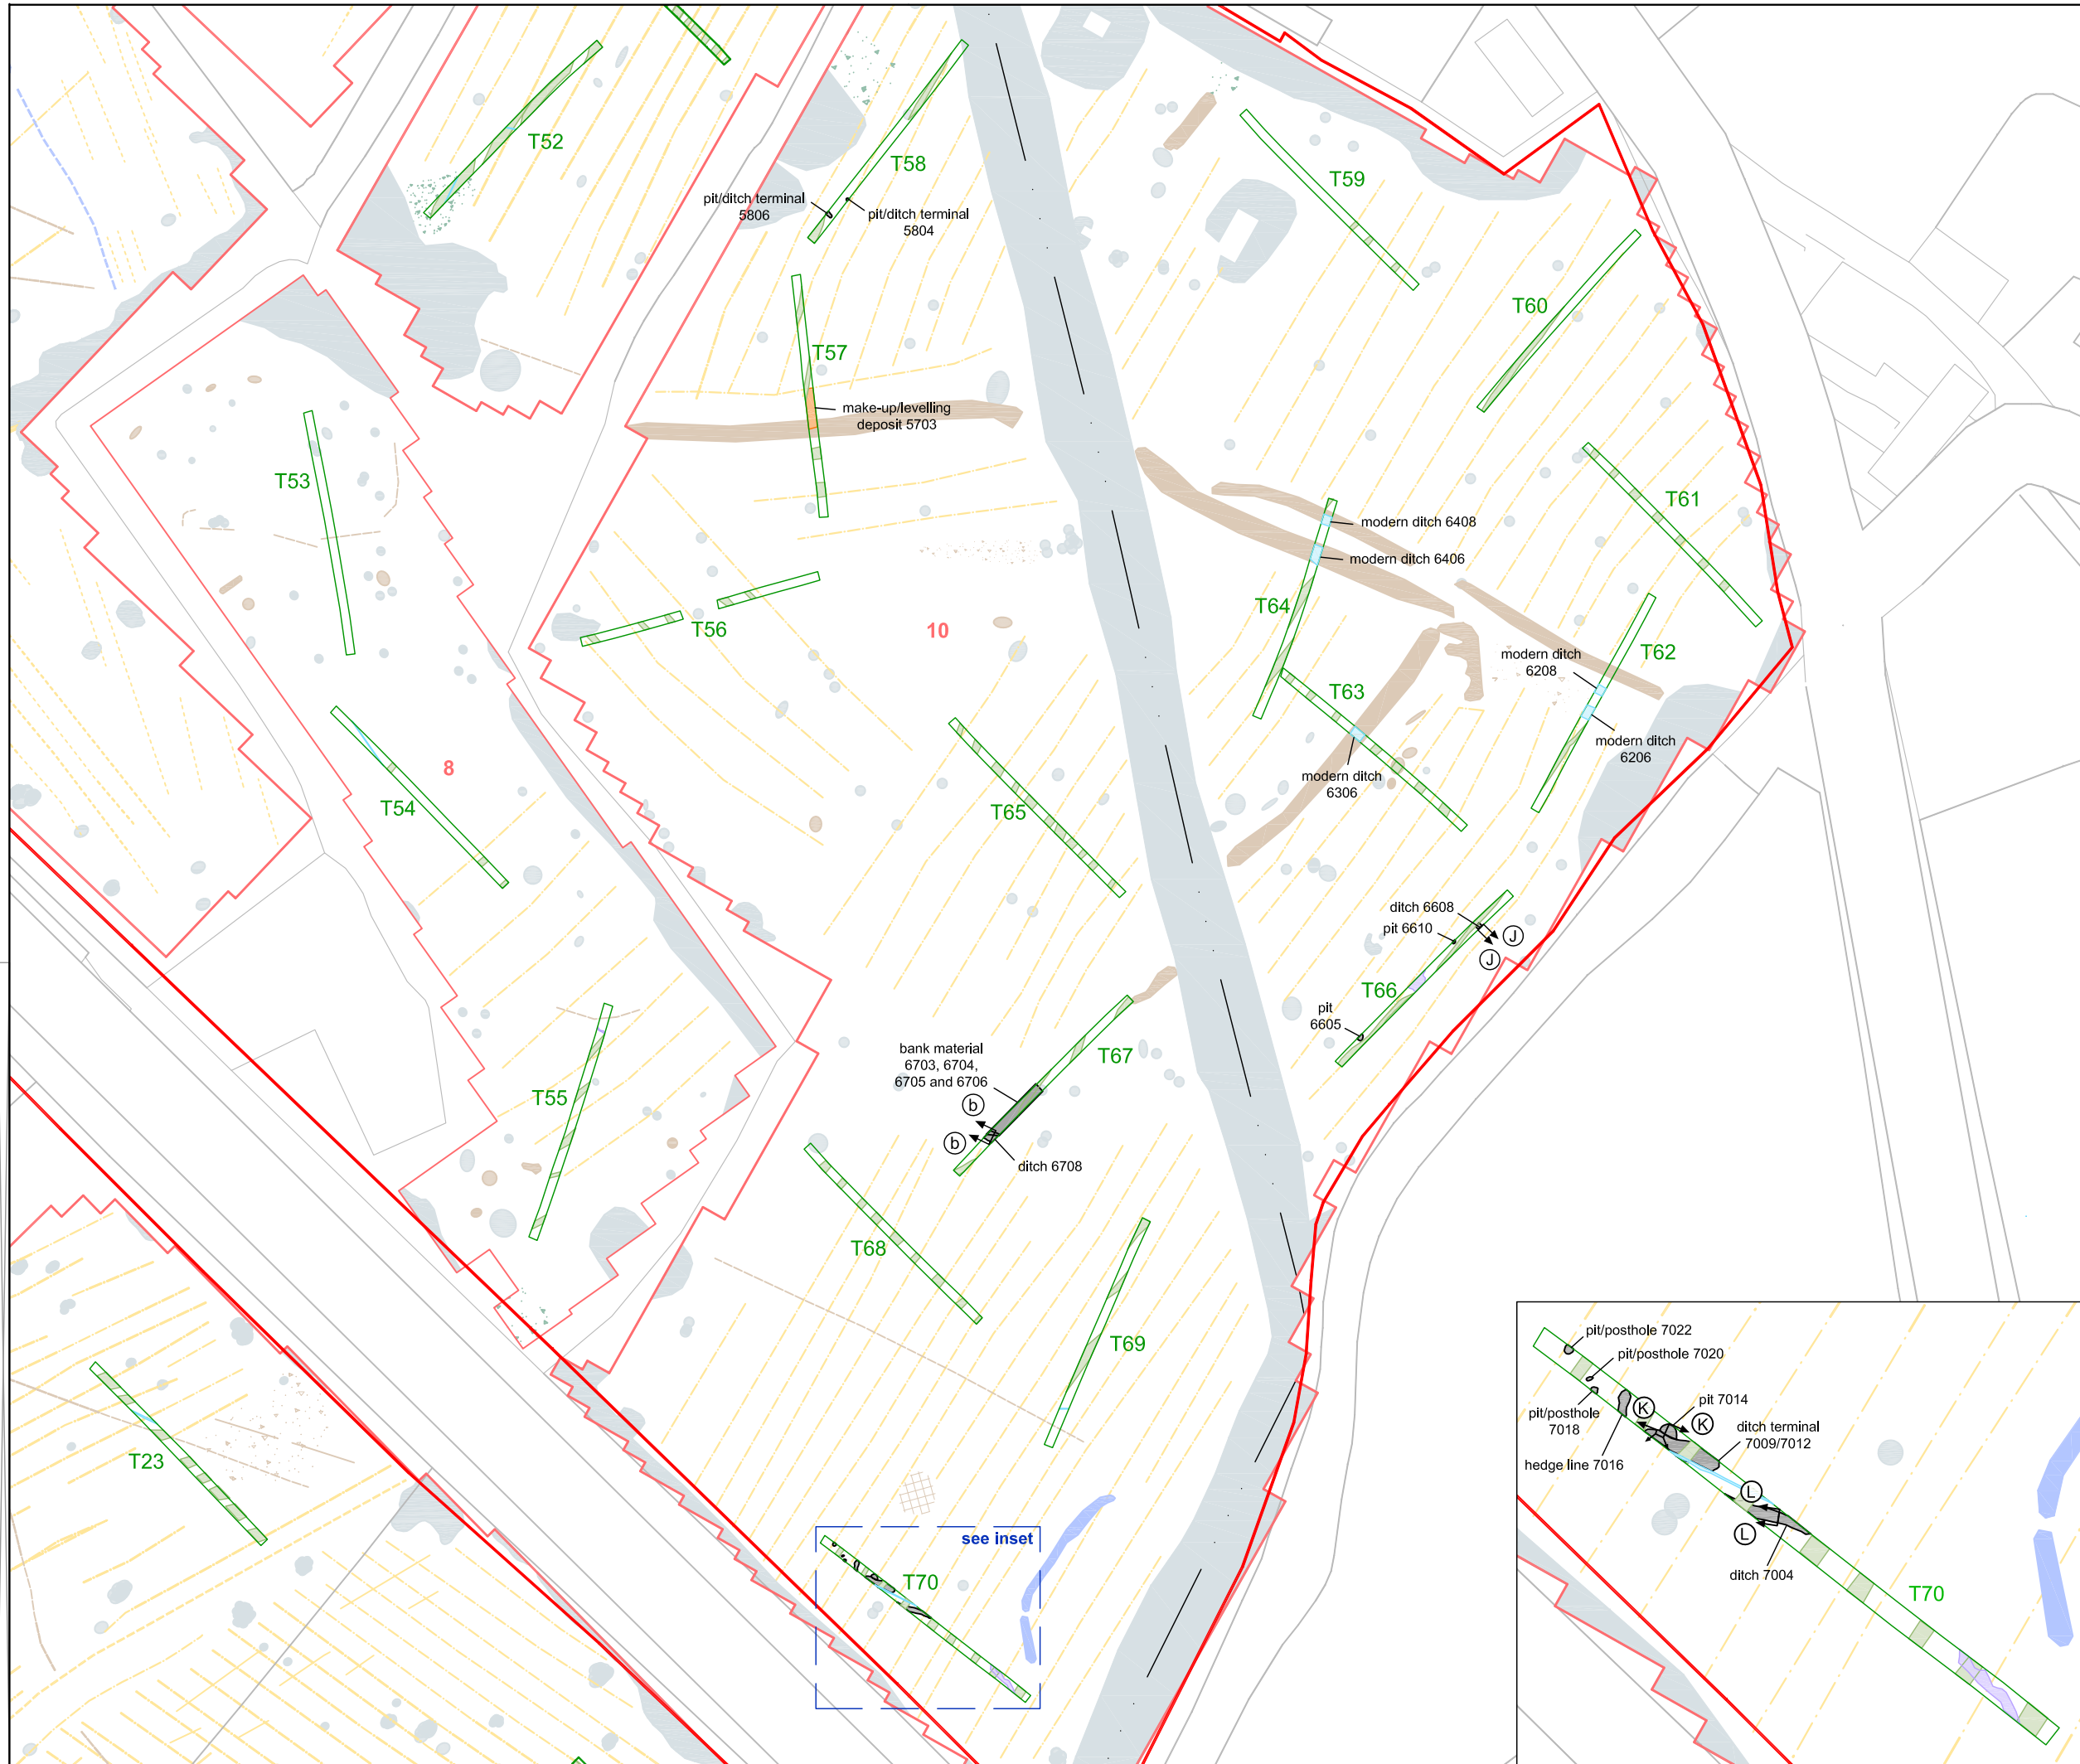 T52
T58
pit/ditch terminal
5806
pit/ditch terminal
5804
T59
T60
T57
make-up/levelling
deposit 5703
T53
T61
modern ditch 6408
modern ditch 6406
T64
T56
10
T62
modern ditch
6208
T63
modern ditch
6206
modern ditch
6306
8
T54
T65
ditch 6608
pit 6610
J
J
T66
pit
6605
bank material
6703, 6704,
6705 and 6706
T67
b
b
ditch 6708
T55
T68
T69
T23
see inset
T70
pit/posthole 7022
pit/posthole 7020
pit 7014
K
K
pit/posthole
7018
ditch terminal
7009/7012
hedge line 7016
L
L
ditch 7004
T70